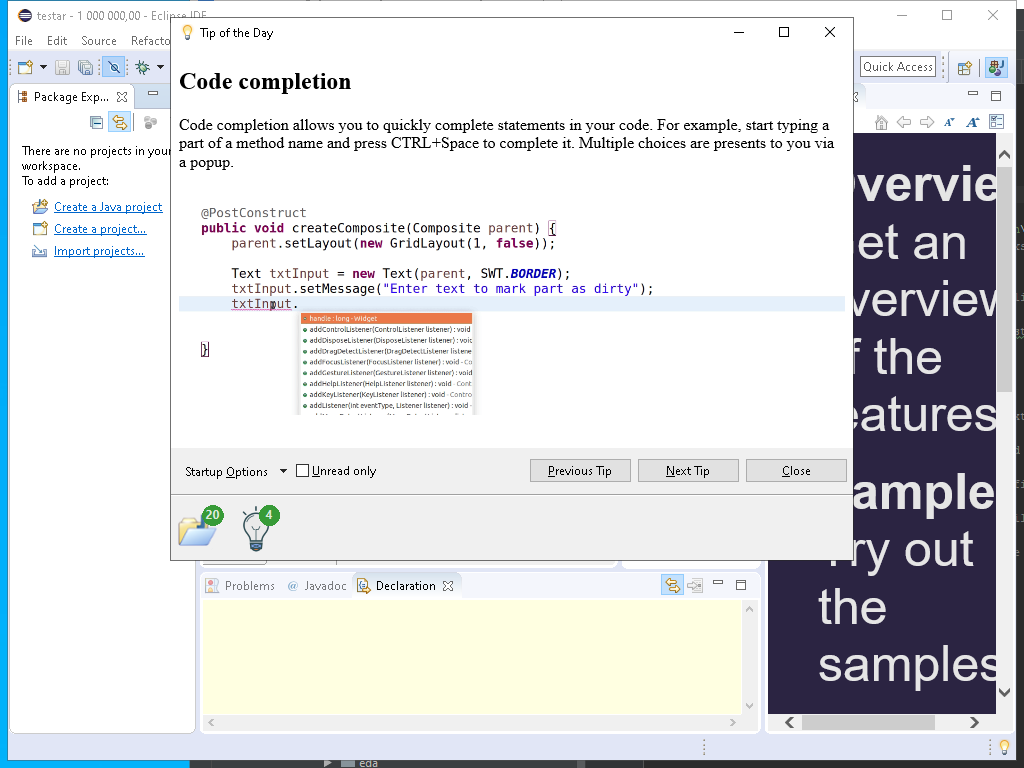 testar - 1 000 000,00 - Eclipse IDE
File Edit Source Refacto
Tip of the Day
Code completion
Code completion allows you to quickly complete statements in your code. For example, start typing a
part of a method name and press CTRL+Space to complete it. Multiple choices are presents to you via
a popup.
@PostConstruct
public void createComposite(Composite parent) {
parent.setLayout(new GridLayout(1, false));
Text txtInput = new Text(parent, SWT.BORDER);
txtInput.setMessage("Enter text to mark part as dirty");
txtInput.
handle : long - Widget
addControlListener(ControlListener listener) : void
addDisposeListener(DisposeListener listener) : void
addDragDetectListener(DragDetectListener listene
addFocusListener(FocusListener listener) : void - Co
addGestureListener(GestureListener listener) : void
addHelpListener(HelpListener listener) : void - Cont
addKeyListener(KeyListener listener) : void - Contro
addListener(int eventType, Listener listener) : void -
}
Startup Options
Unread only
Previous Tip
Next Tip
Close
20
4
Quick Access
Package Exp...
There are no projects in your
workspace.
To add a project:
Create a Java project
Create a project...
Import projects...
Problems
@ Javadoc
Declaration
vervie
et an
verview
f the
eatures
ample
ry out
the
samples
eda